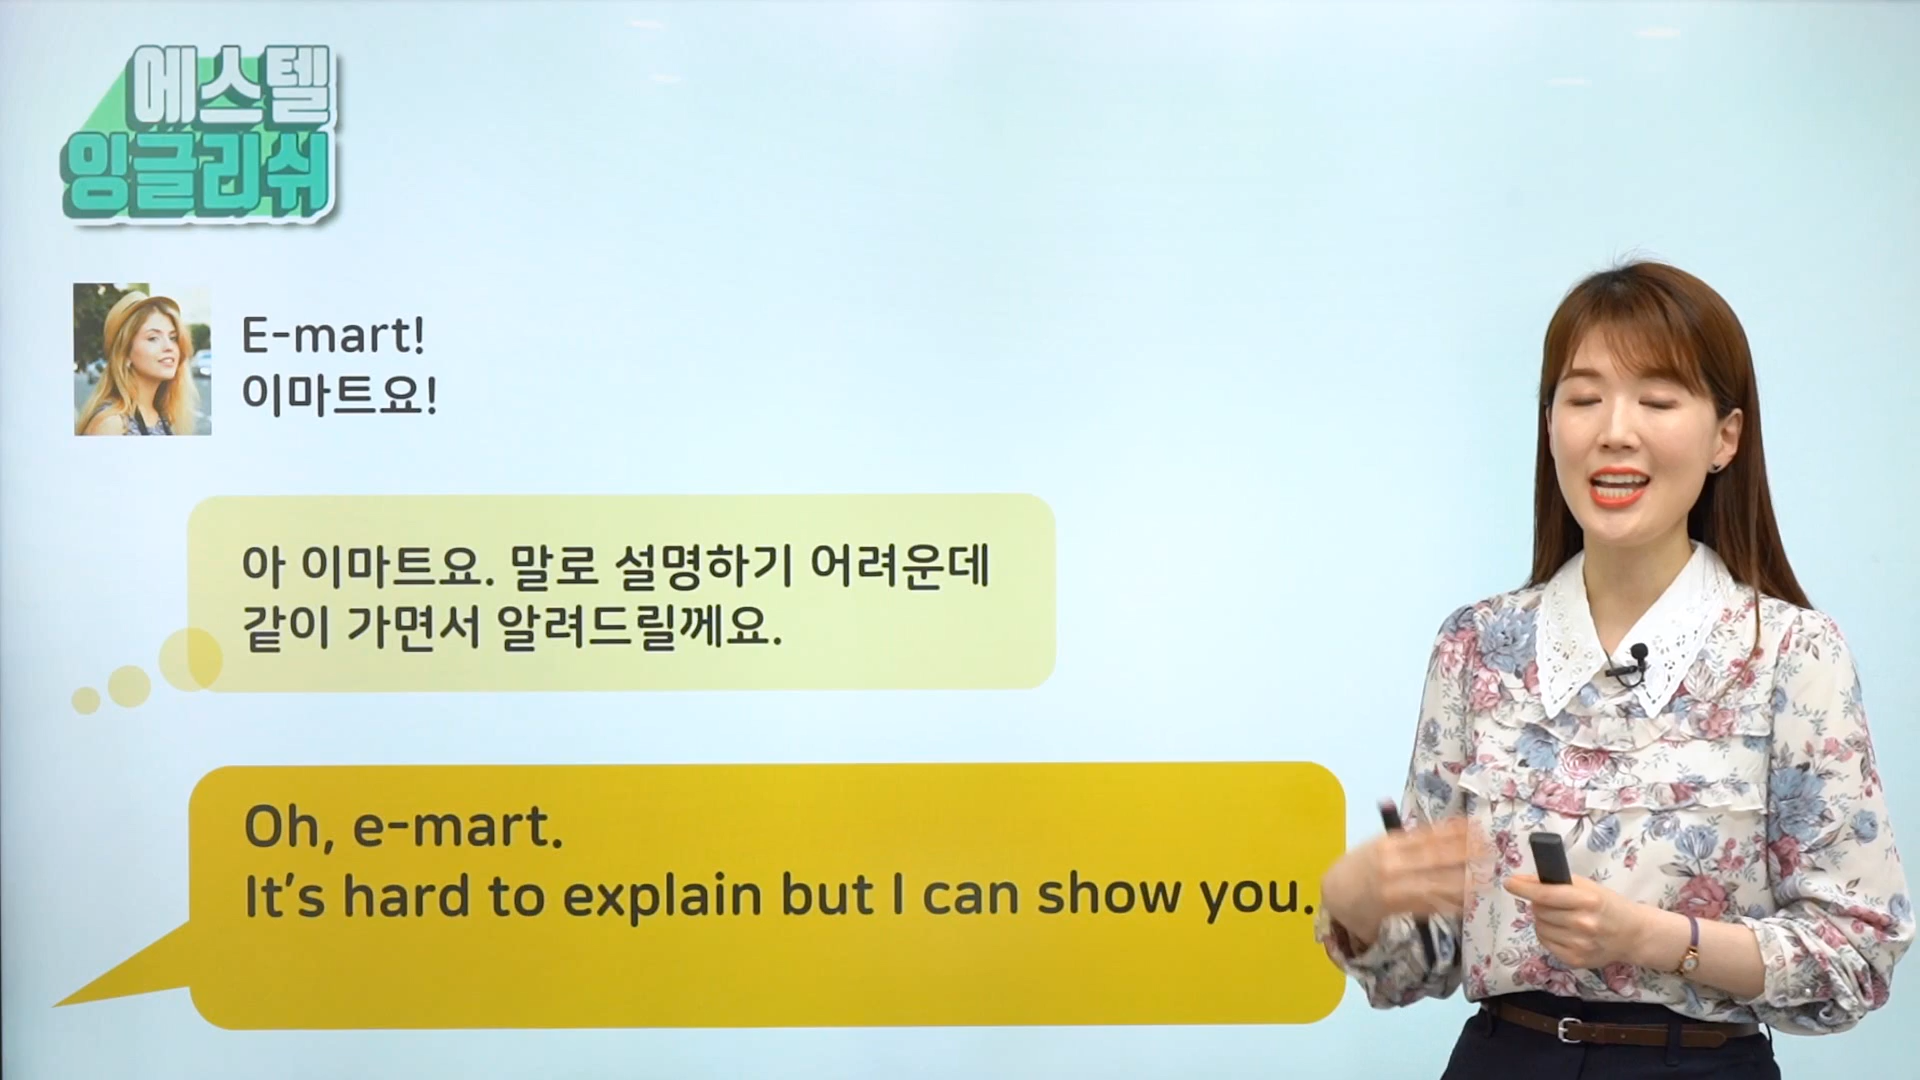 에스텔
잉글리쉬
E-mart!
이마트요!
아 이마트요. 말로 설명하기 어려운데
같이 가면서 알려드릴께요.
Oh, e-mart.
It's hard to explain but I can show you.